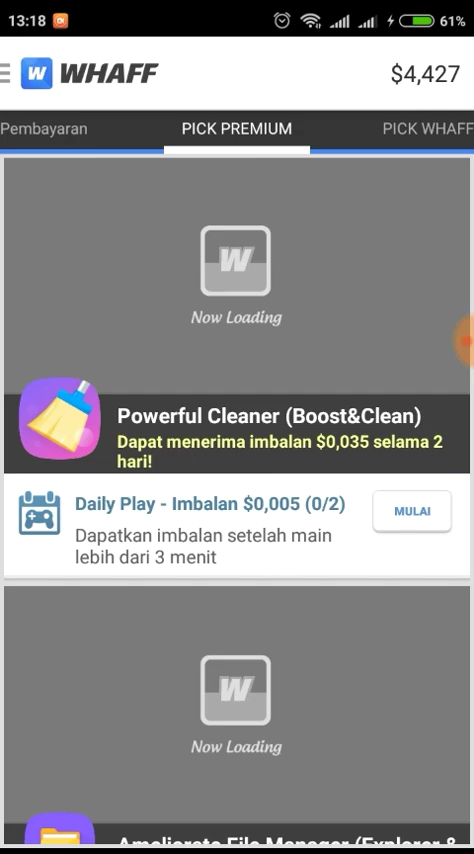 13:18
61%
W WHAFF
$4,427
Pembayaran
PICK PREMIUM
PICK WHAFF
W
Now Loading
Powerful Cleaner (Boost&Clean)
Dapat menerima imbalan $0,035 selama 2
hari!
Daily Play - Imbalan $0,005 (0/2)
MULAI
Dapatkan imbalan setelah main
lebih dari 3 menit
W
Now Loading
Ameliorate File Manager (Explorer &